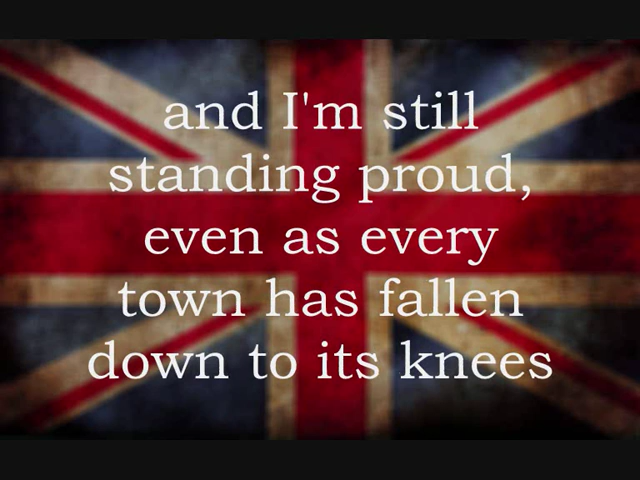 and I'm still
standing proud,
even as every
town has fallen
down to its knees